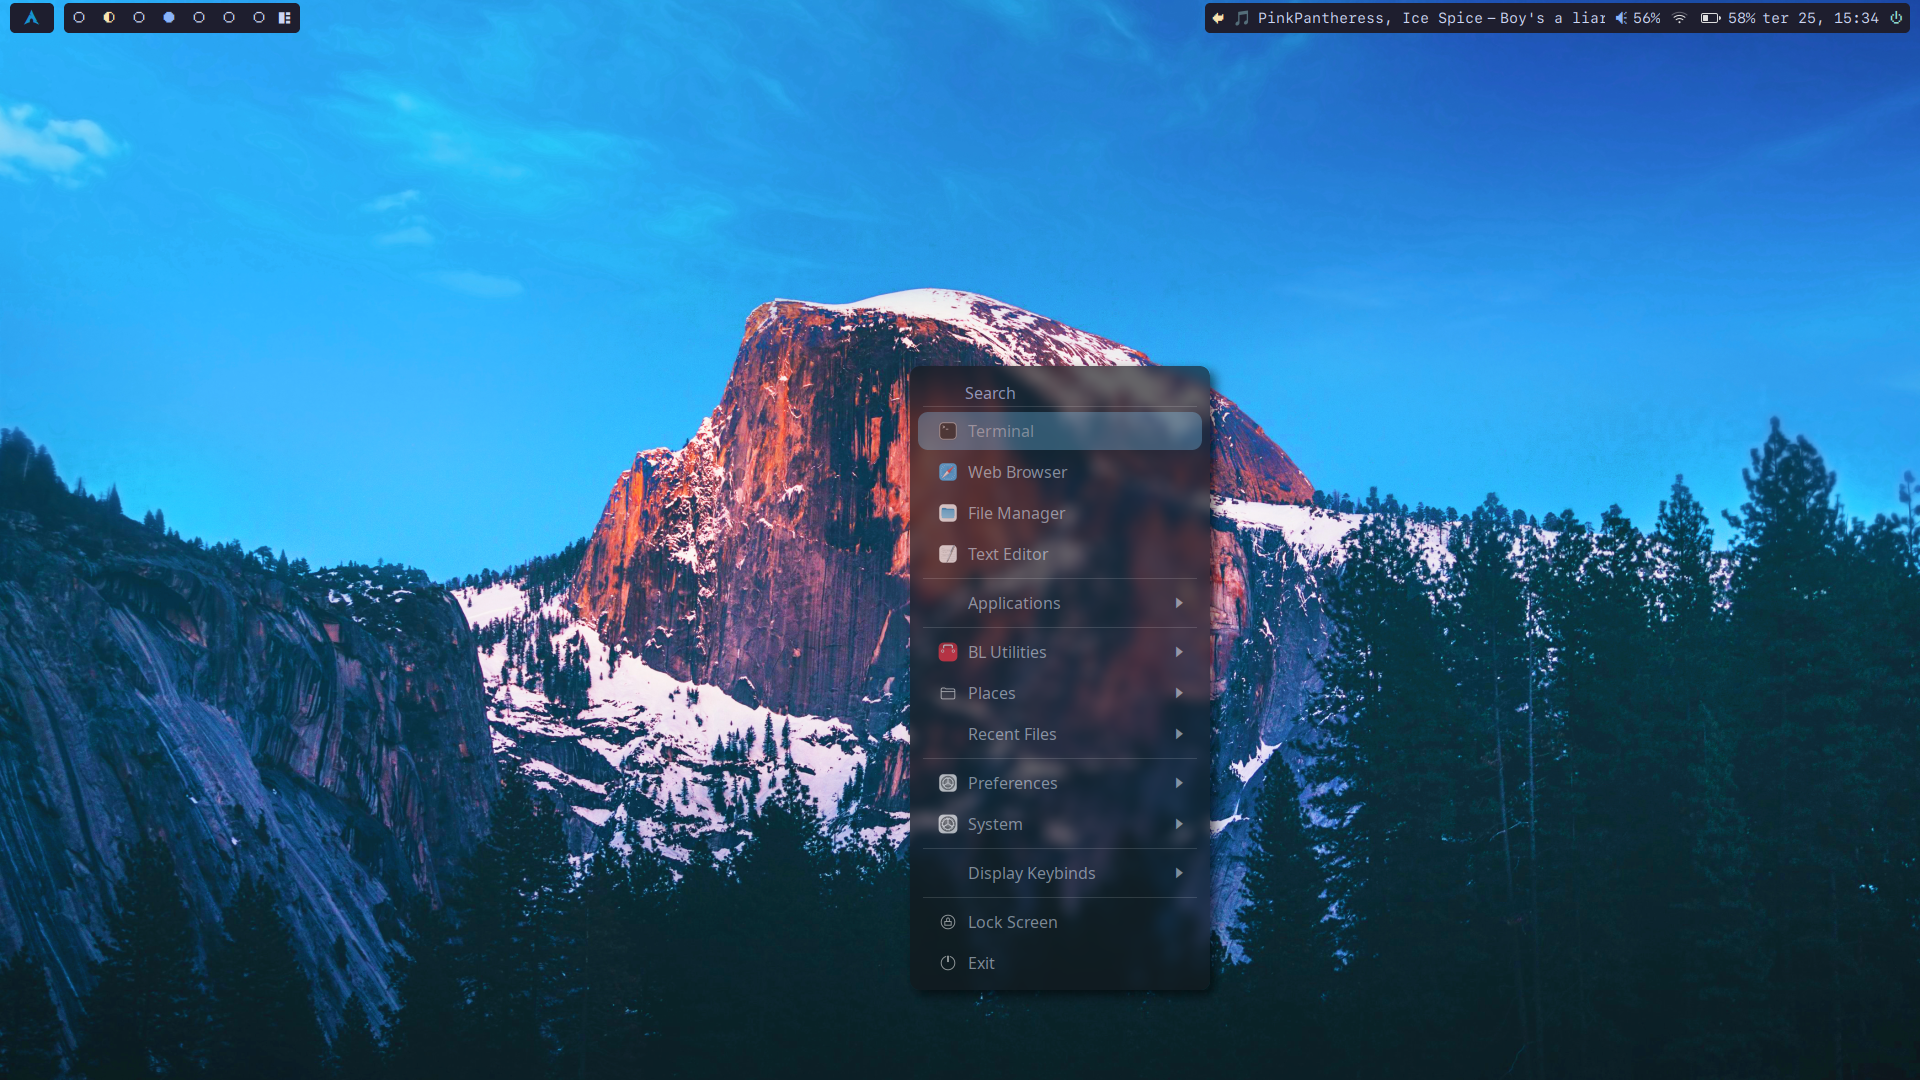 PinkPantheress, Ice Spice – Boy's a liar 56% 58% ter 25, 15:34
Search
Terminal
Web Browser
File Manager
Text Editor
Applications
BL Utilities
Places
Recent Files
Preferences
System
Display Keybinds
Lock Screen
Exit